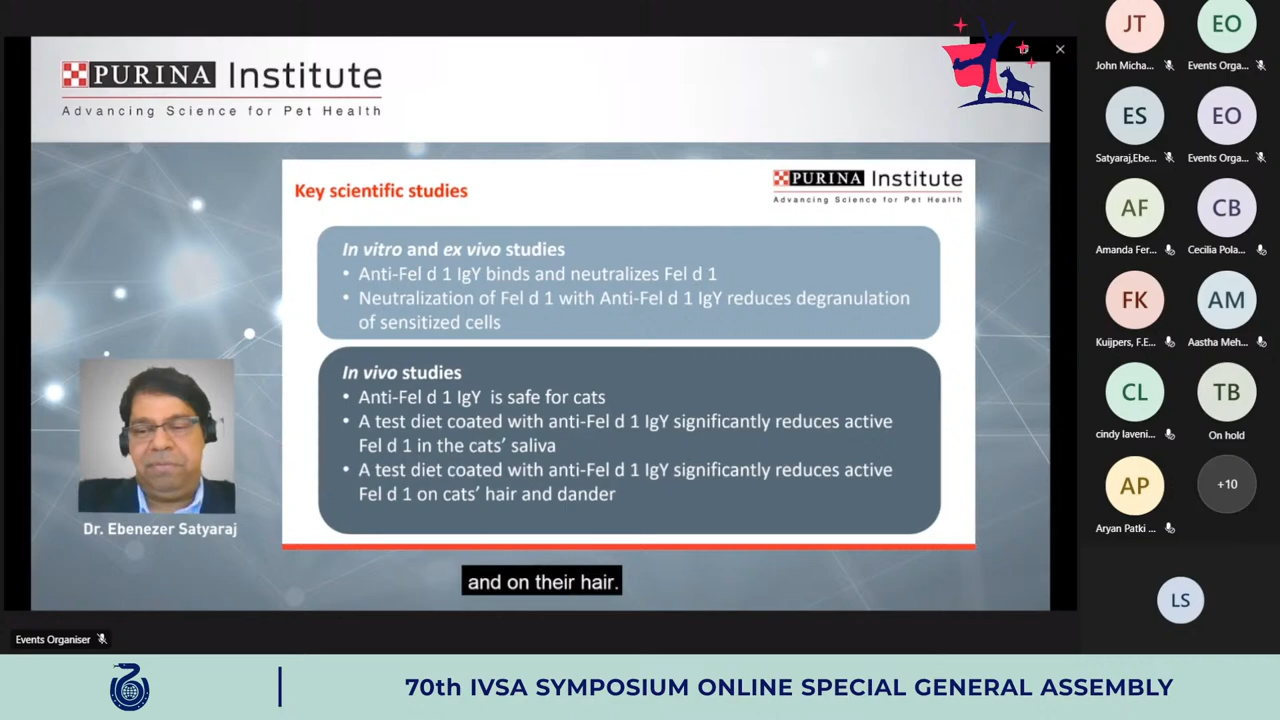 PURINA Institute
Advancing Science for Pet Health
Key scientific studies
PURINA Institute
Advancing Science for Pet Health
In vitro and ex vivo studies
• Anti-Fel d 1 IgY binds and neutralizes Fel d 1
• Neutralization of Fel d 1 with Anti-Fel d 1 IgY reduces degranulation
of sensitized cells
In vivo studies
• Anti-Fel d 1 IgY is safe for cats
• A test diet coated with anti-Fel d 1 IgY significantly reduces active
Fel d 1 in the cats’ saliva
• A test diet coated with anti-Fel d 1 IgY significantly reduces active
Fel d 1 on cats’ hair and dander
Dr. Ebenezer Satyaraj
and on their hair.
Events Organiser
JT
EO
John Micha...
Events Orga...
ES
EO
Satyaraj,Ebe...
Events Orga...
AF
CB
Amanda Fer...
Cecilia Pola...
FK
AM
Kuijpers, F.E...
Aastha Meh...
CL
TB
cindy laveni...
On hold
AP
+10
Aryan Patki ...
LS
70th IVSA SYMPOSIUM ONLINE SPECIAL GENERAL ASSEMBLY